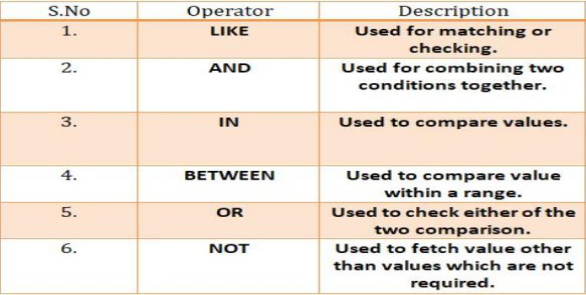 S.No Operator Description
1. LIKE Used for matching or
checking.
2. AND Used for combining two
conditions together.
3. IN Used to compare values.
4. BETWEEN Used to compare value
within a range.
5. OR Used to check either of the
two comparison.
6. NOT Used to fetch value other
than values which are not
required.